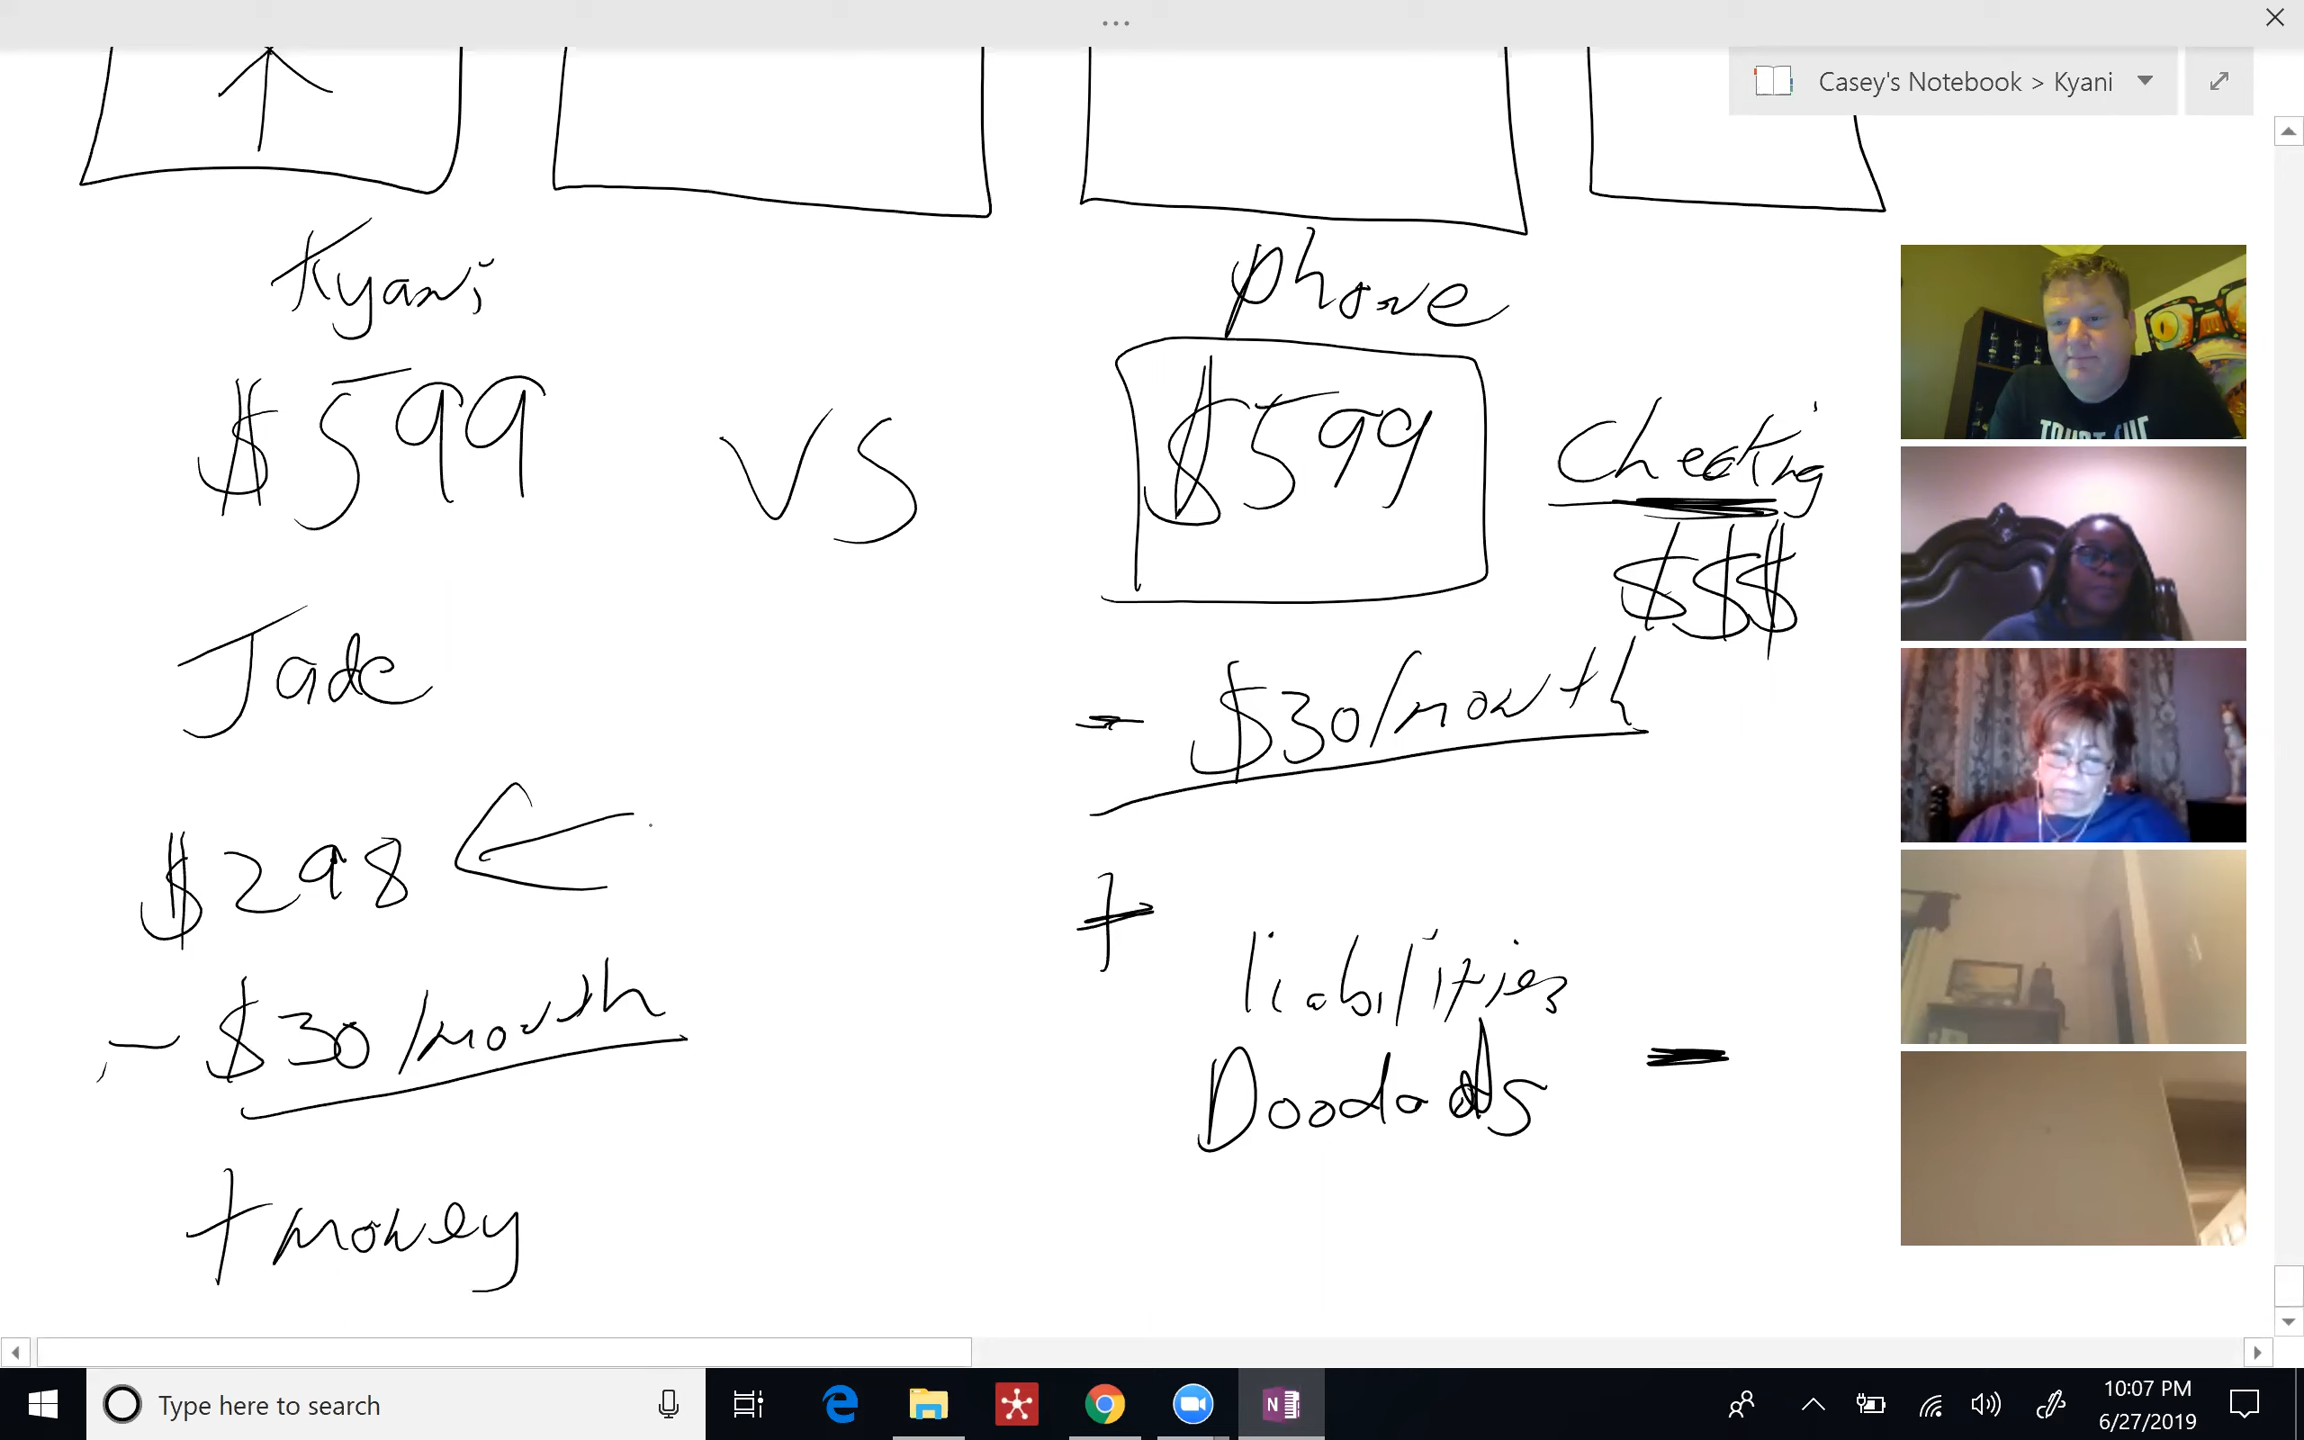 ...
Casey's Notebook > Kyani
Kyani
phone
$599
VS
$599
Checking
$$$
Jade
- $30/month
$298
+
liabilities
- $30/month
Doodads
-
+money
TRUST
Type here to search
N
10:07 PM
6/27/2019